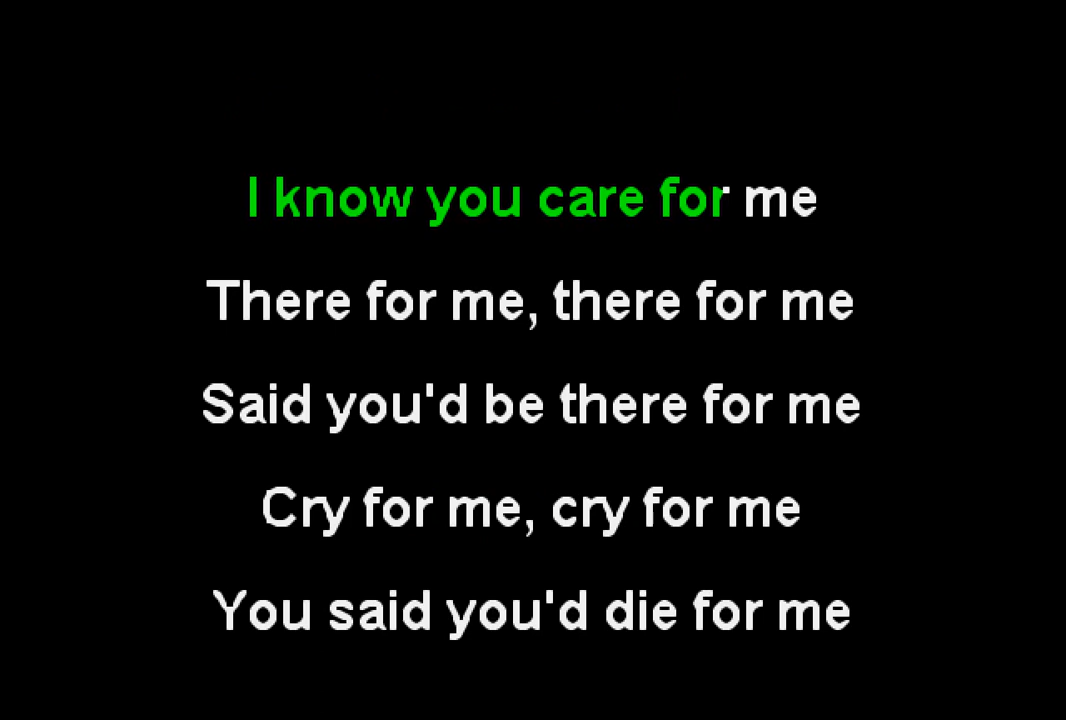 I know you care for me
There for me, there for me
Said you'd be there for me
Cry for me, cry for me
You said you'd die for me